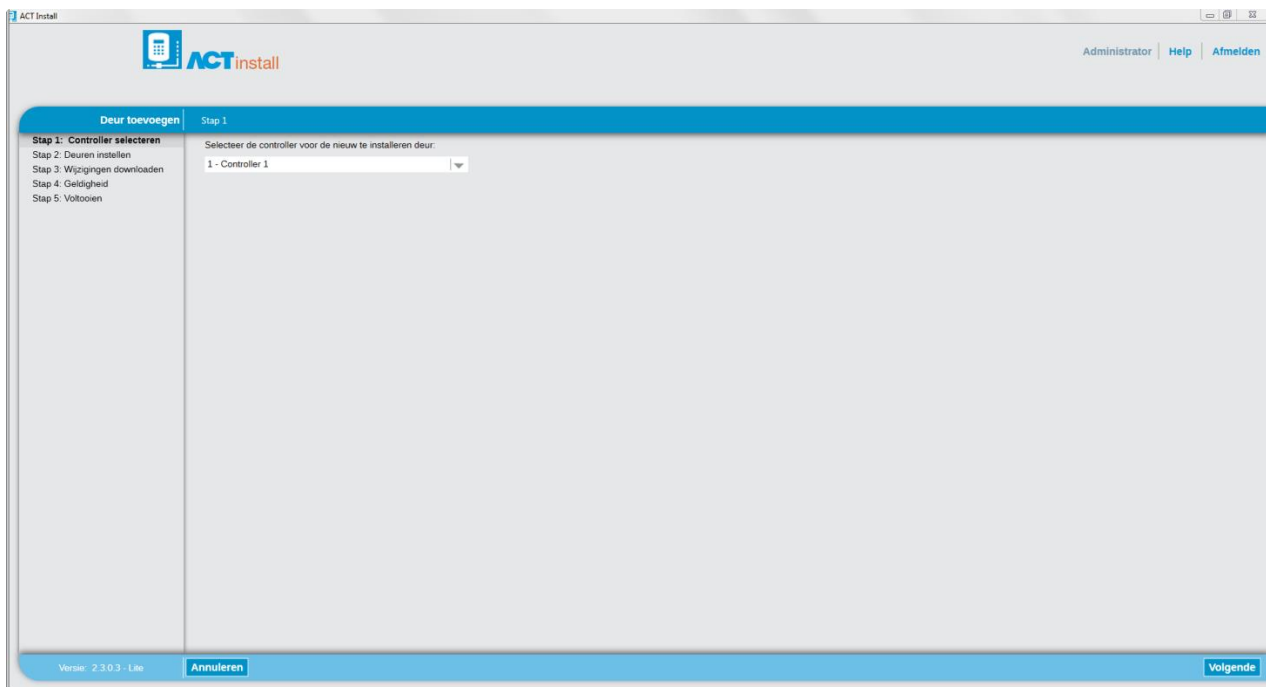 ACT Install
ACTinstall
Administrator Help Afmelden
Deur toevoegen
Stap 1
Stap 1: Controller selecteren
Stap 2: Deuren instellen
Stap 3: Wijzigingen downloaden
Stap 4: Geldigheid
Stap 5: Voltooien
Selecteer de controller voor de nieuw te installeren deur:
1 - Controller 1
Versie: 2.3.0.3 - Lite
Annuleren
Volgende